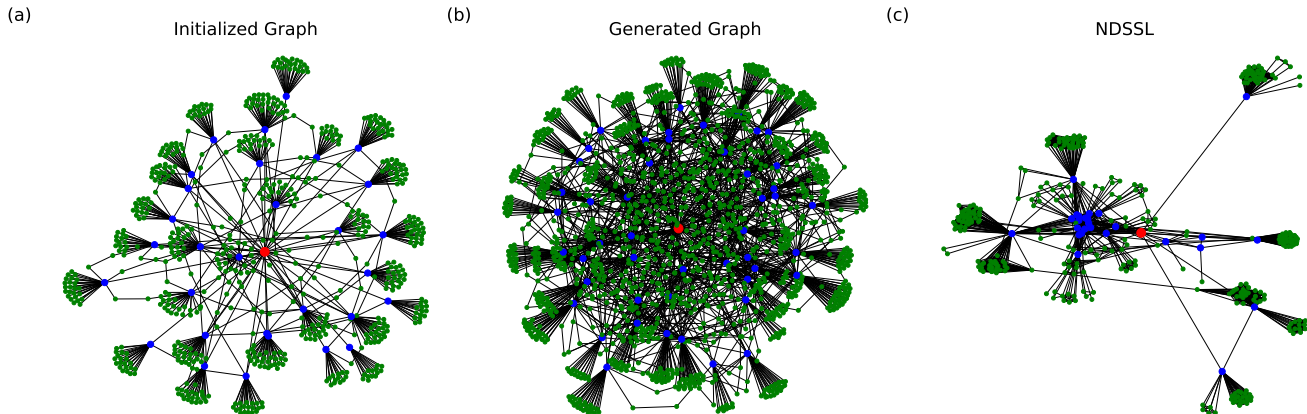 (a)
Initialized Graph
(b)
Generated Graph
(c)
NDSSL